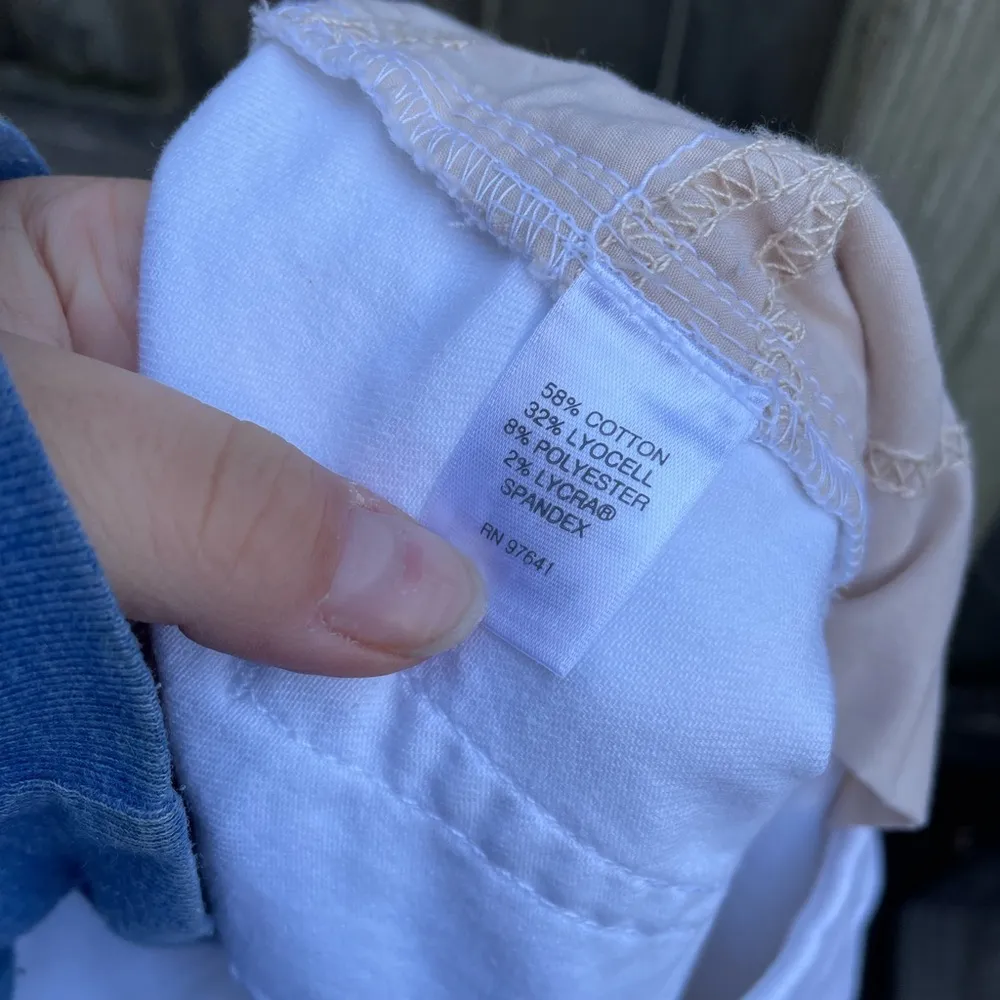 58% COTTON
32% LYOCELL
8% POLYESTER
2% LYCRA®
SPANDEX
RN 97641